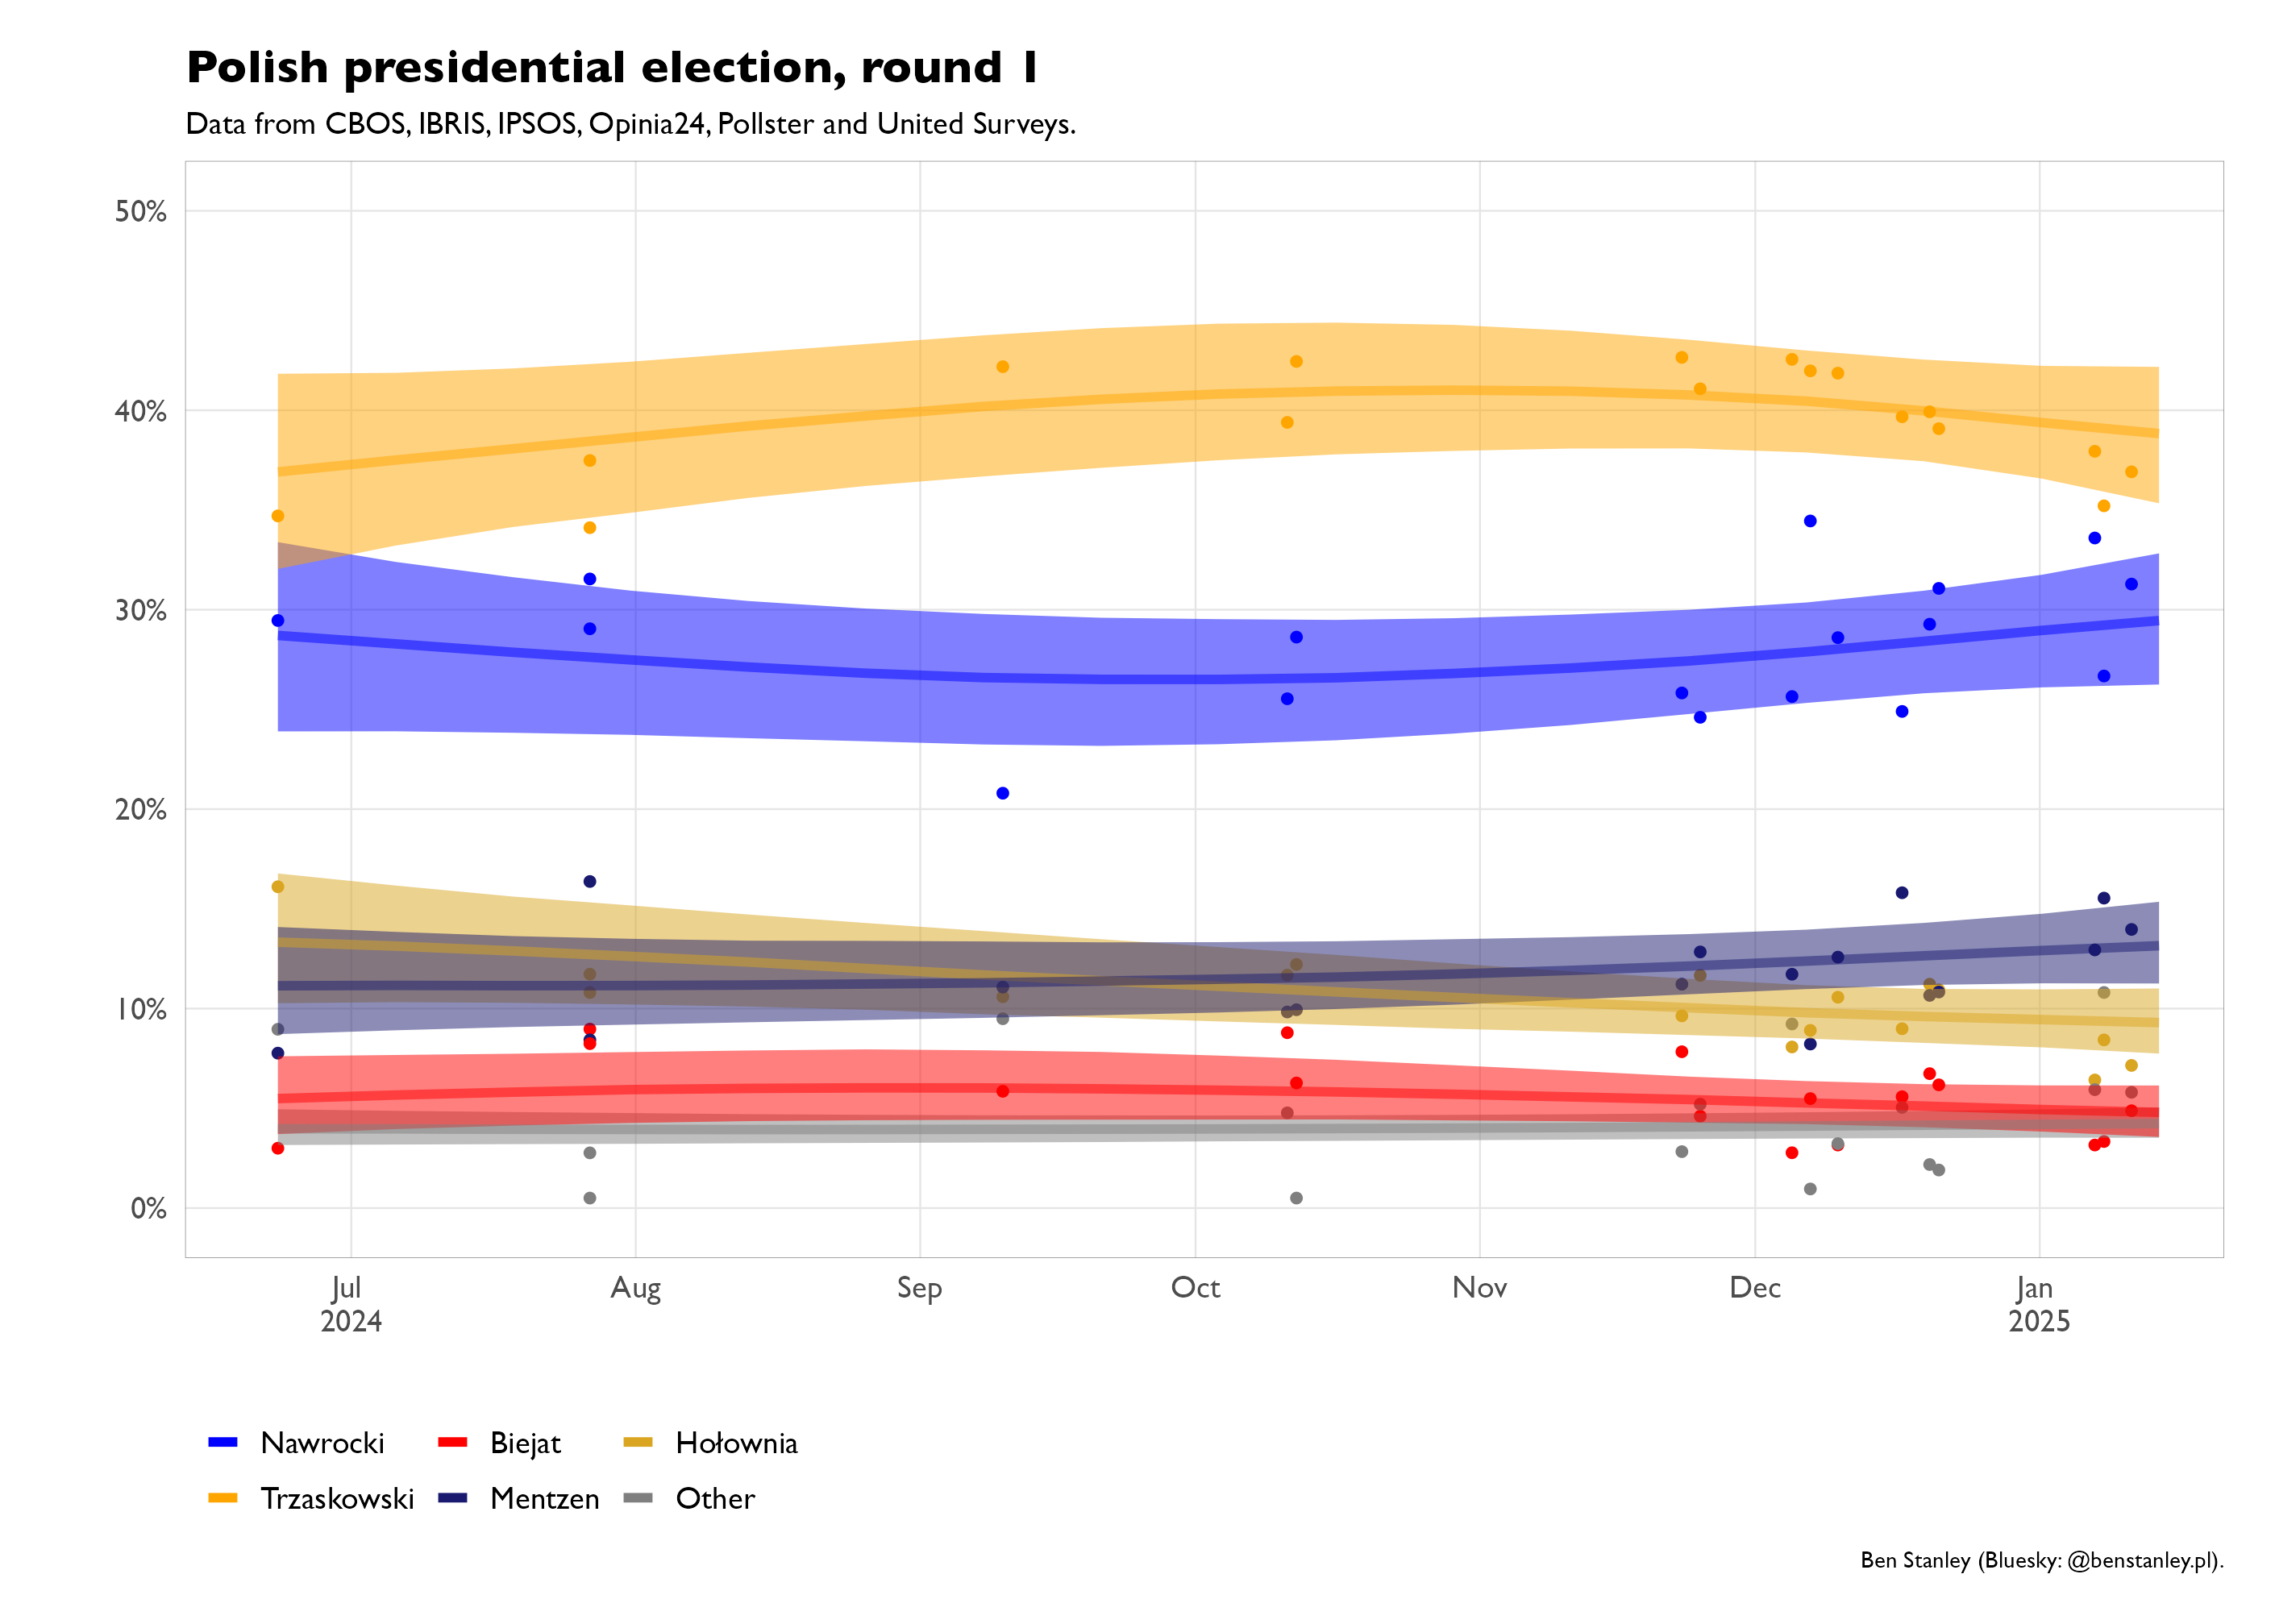 Polish presidential election, round 1
Data from CBOS, IBRIS, IPSOS, Opinia24, Pollster and United Surveys.
50%
40%
30%
20%
10%
0%
Jul Aug Sep Oct Nov Dec Jan
2024 2025
Nawrocki Biejat Hołownia
Trzaskowski Mentzen Other
Ben Stanley (Bluesky: @benstanley.pl).